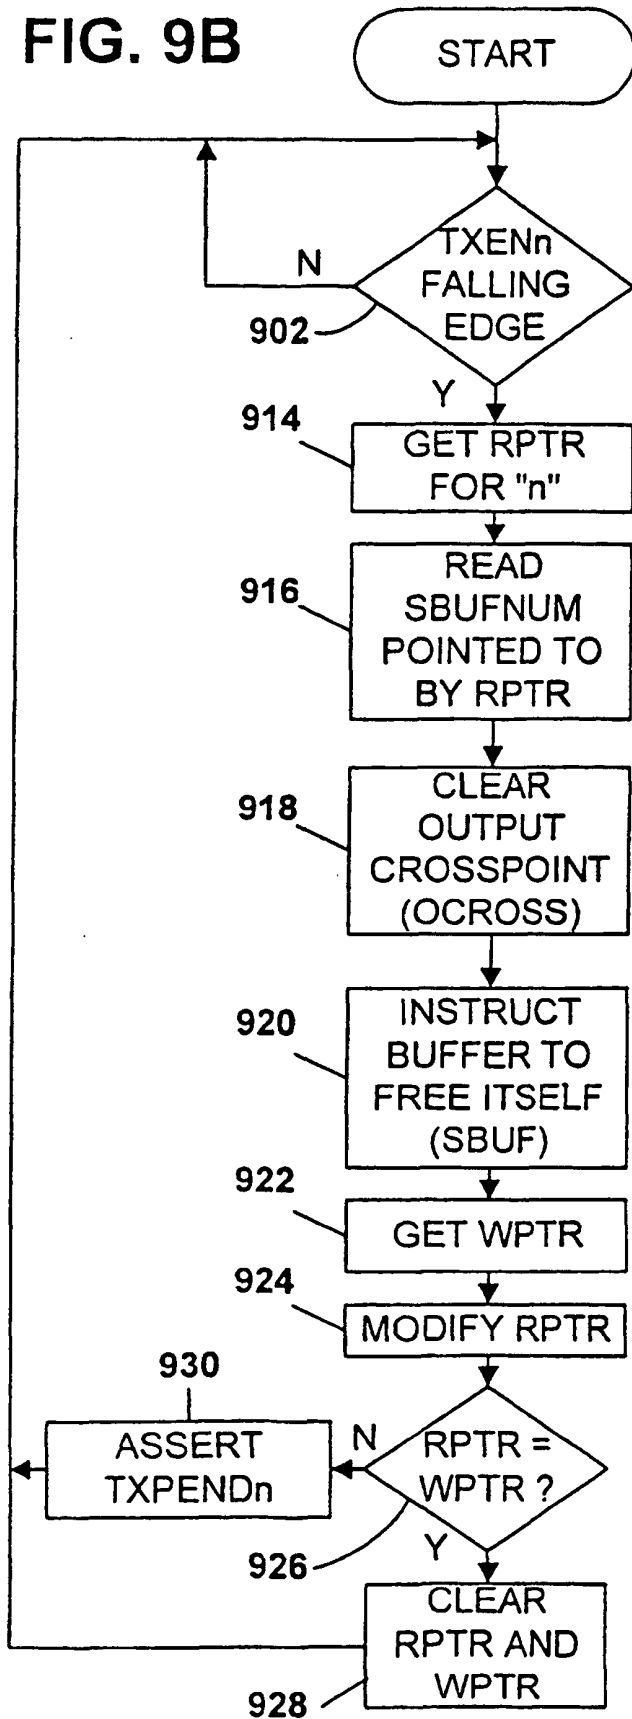 FIG. 9B
START
TXENn
FALLING
EDGE
N
902
Y
914
GET RPTR
FOR "n"
916
READ
SBUFNUM
POINTED TO
BY RPTR
918
CLEAR
OUTPUT
CROSSPOINT
(OCROSS)
920
INSTRUCT
BUFFER TO
FREE ITSELF
(SBUF)
922
GET WPTR
924
MODIFY RPTR
930
ASSERT
TXPENDn
N
RPTR =
WPTR ?
926
Y
CLEAR
RPTR AND
WPTR
928